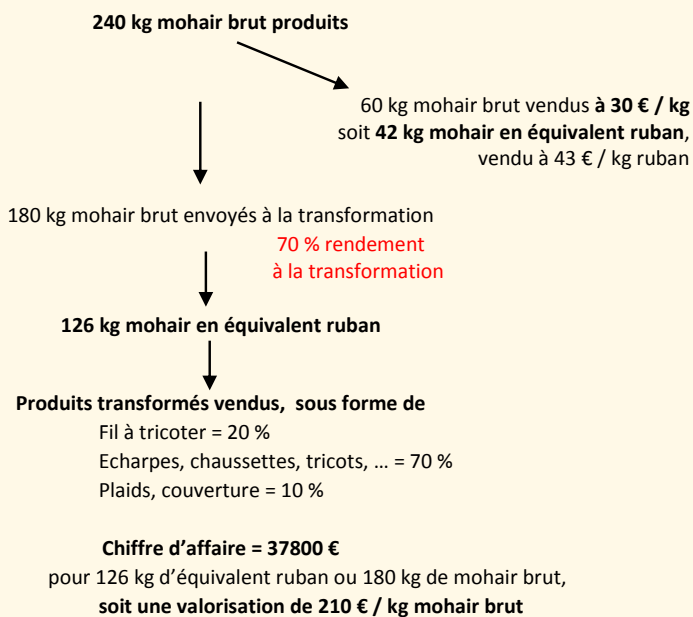 240 kg mohair brut produits
60 kg mohair brut vendus à 30 € / kg
soit 42 kg mohair en équivalent ruban,
vendu à 43 € / kg ruban
180 kg mohair brut envoyés à la transformation
70 % rendement
à la transformation
126 kg mohair en équivalent ruban
Produits transformés vendus, sous forme de
Fil à tricoter = 20 %
Echarpes, chaussettes, tricots, … = 70 %
Plaids, couverture = 10 %
Chiffre d’affaire = 37800 €
pour 126 kg d’équivalent ruban ou 180 kg de mohair brut,
soit une valorisation de 210 € / kg mohair brut